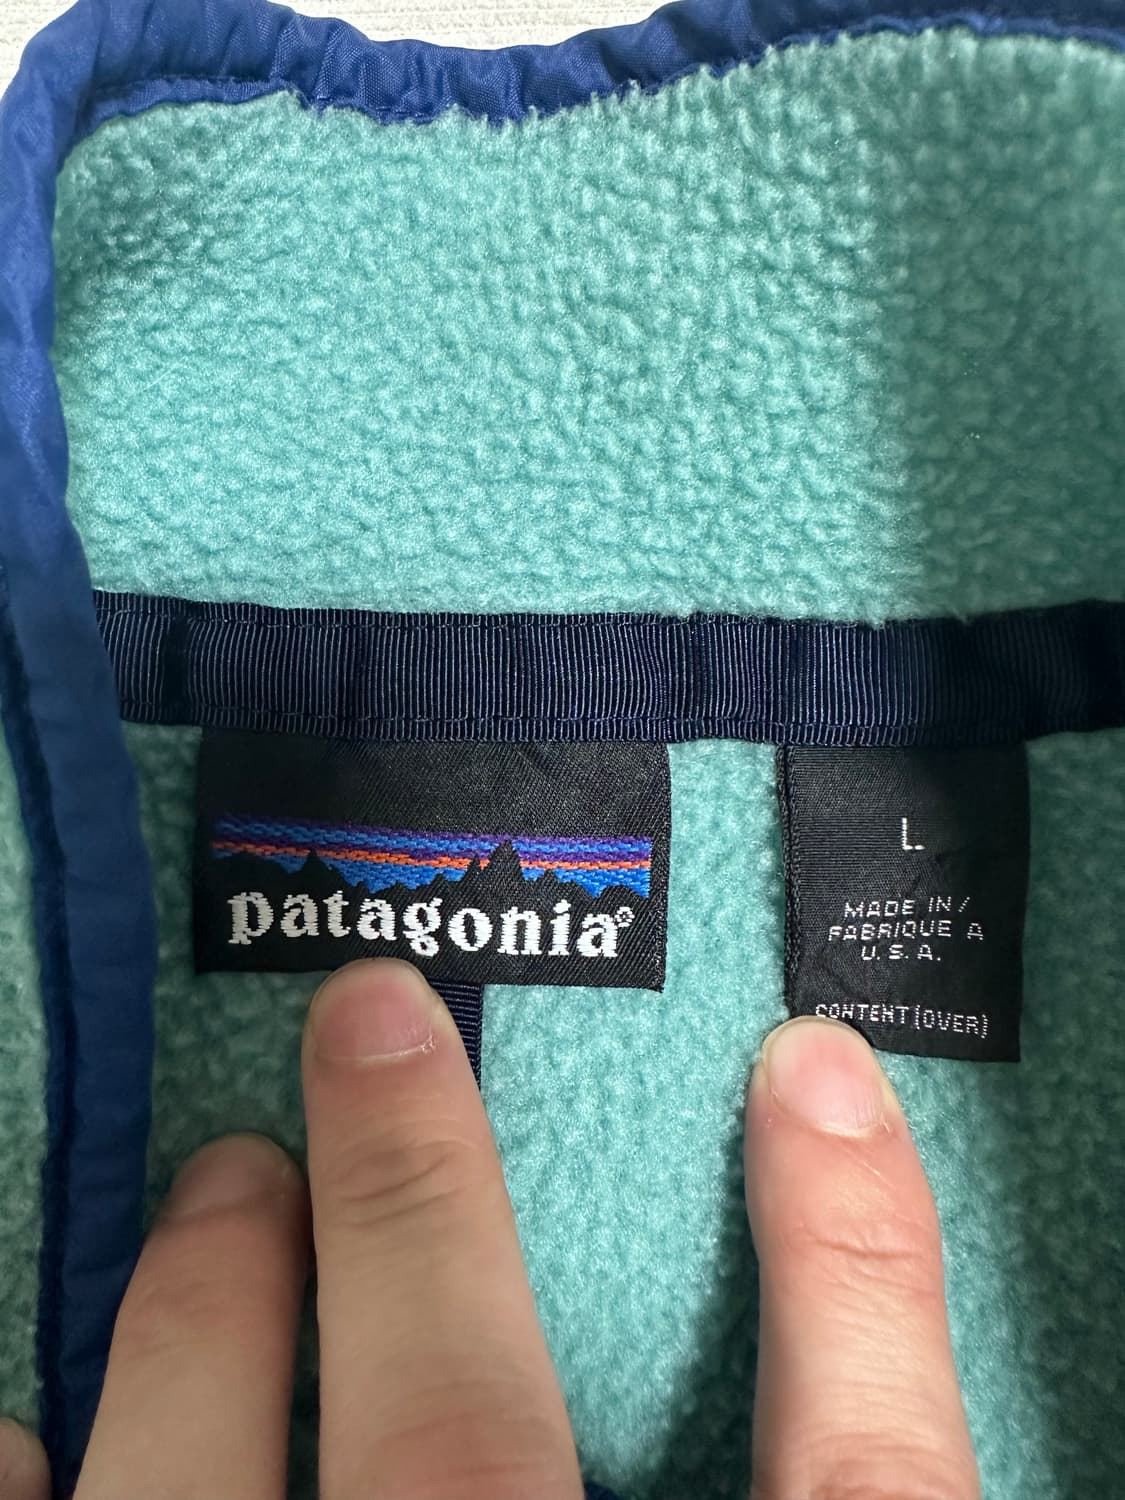 patagonia®
L
MADE IN /
FABRIQUE A
U.S.A.
CONTENT (OVER)